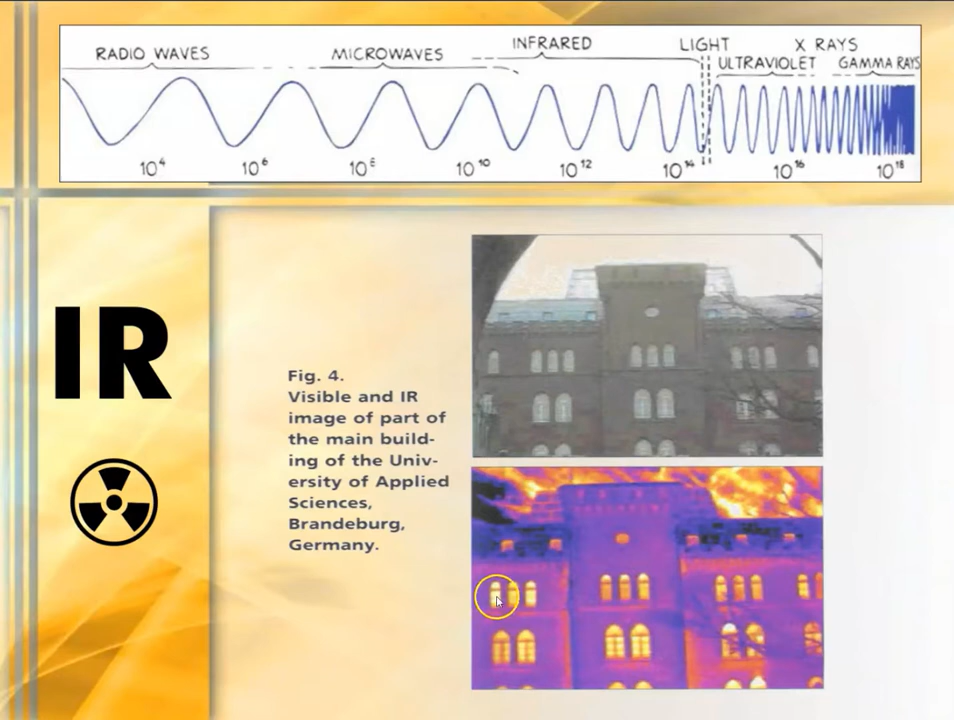 RADIO WAVES MICROWAVES INFRARED LIGHT X RAYS
ULTRAVIOLET GAMMA RAYS
10⁴ 10⁶ 10⁸ 10¹⁰ 10¹² 10¹⁴ 10¹⁶ 10¹⁸
IR
Fig. 4.
Visible and IR
image of part of
the main build-
ing of the Univ-
ersity of Applied
Sciences,
Brandeburg,
Germany.